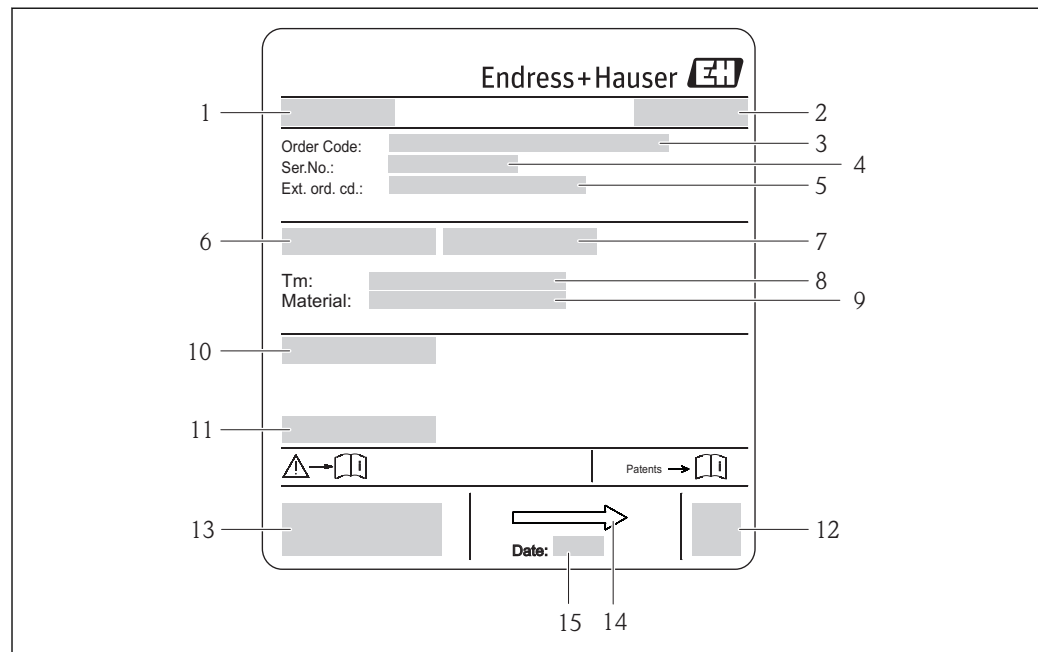 Endress+Hauser EH
1 2
Order Code: 3
Ser.No.: 4
Ext. ord. cd.: 5
6 7
Tm: 8
Material: 9
10
11
Patents
13 12
Date:
15 14